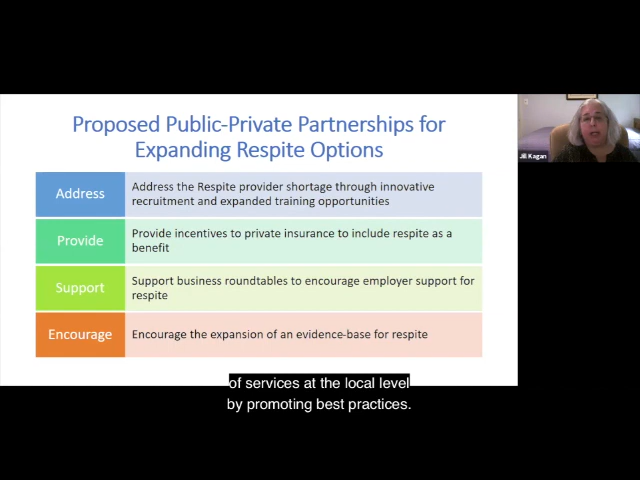 Proposed Public-Private Partnerships for
Expanding Respite Options
Address
Address the Respite provider shortage through innovative
recruitment and expanded training opportunities
Provide
Provide incentives to private insurance to include respite as a
benefit
Support
Support business roundtables to encourage employer support for
respite
Encourage
Encourage the expansion of an evidence-base for respite
Jill Kagan
of services at the local level
by promoting best practices.